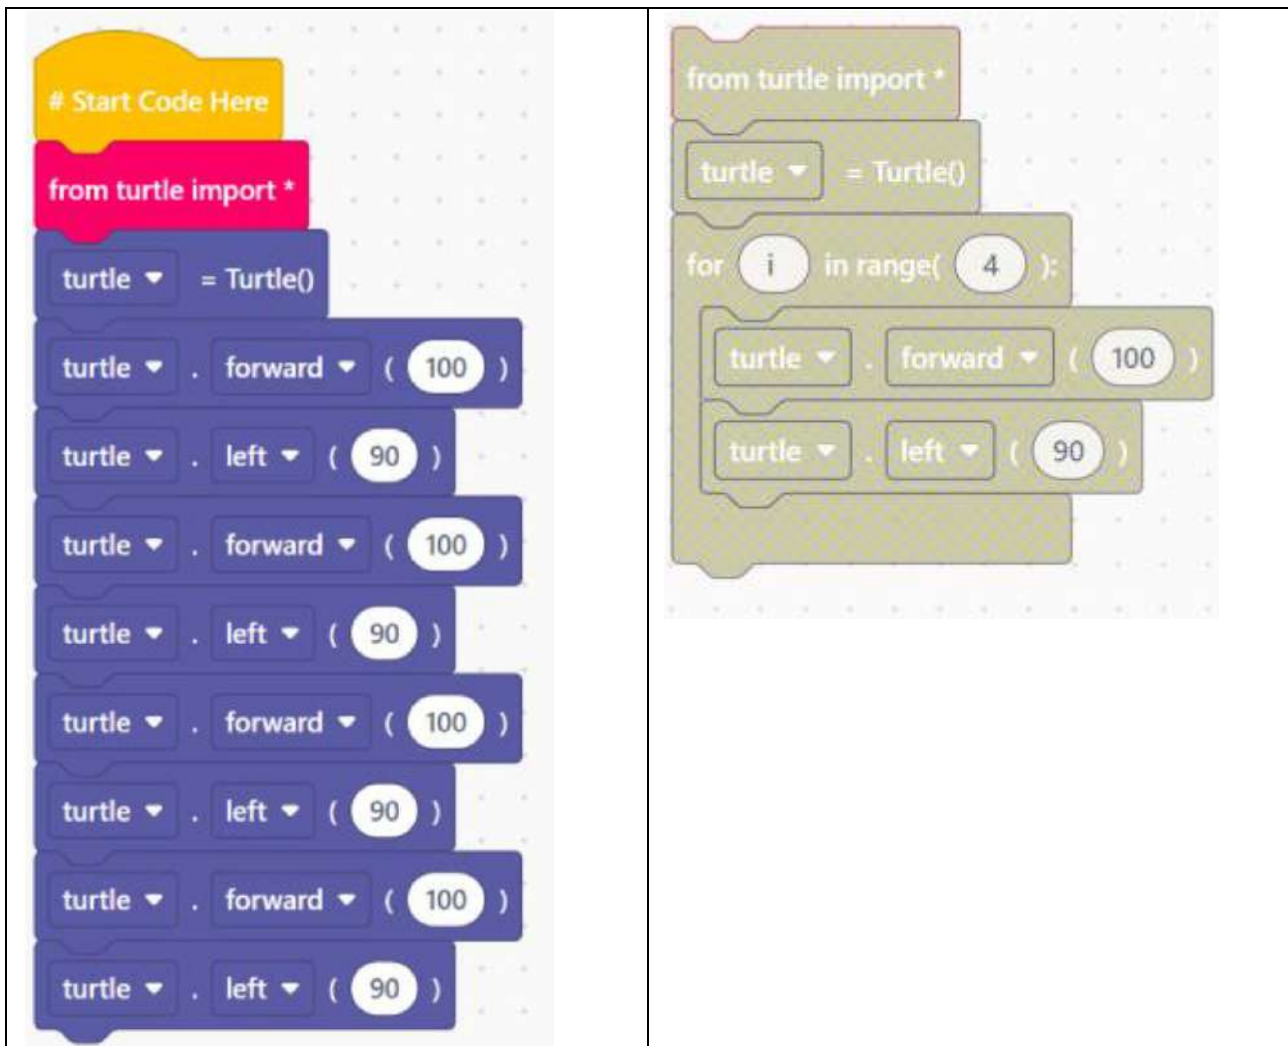 # Start Code Here
from turtle import *
turtle = Turtle()
turtle . forward ( 100 )
turtle . left ( 90 )
turtle . forward ( 100 )
turtle . left ( 90 )
turtle . forward ( 100 )
turtle . left ( 90 )
turtle . forward ( 100 )
turtle . left ( 90 )
from turtle import *
turtle = Turtle()
for i in range( 4 ):
turtle . forward ( 100 )
turtle . left ( 90 )